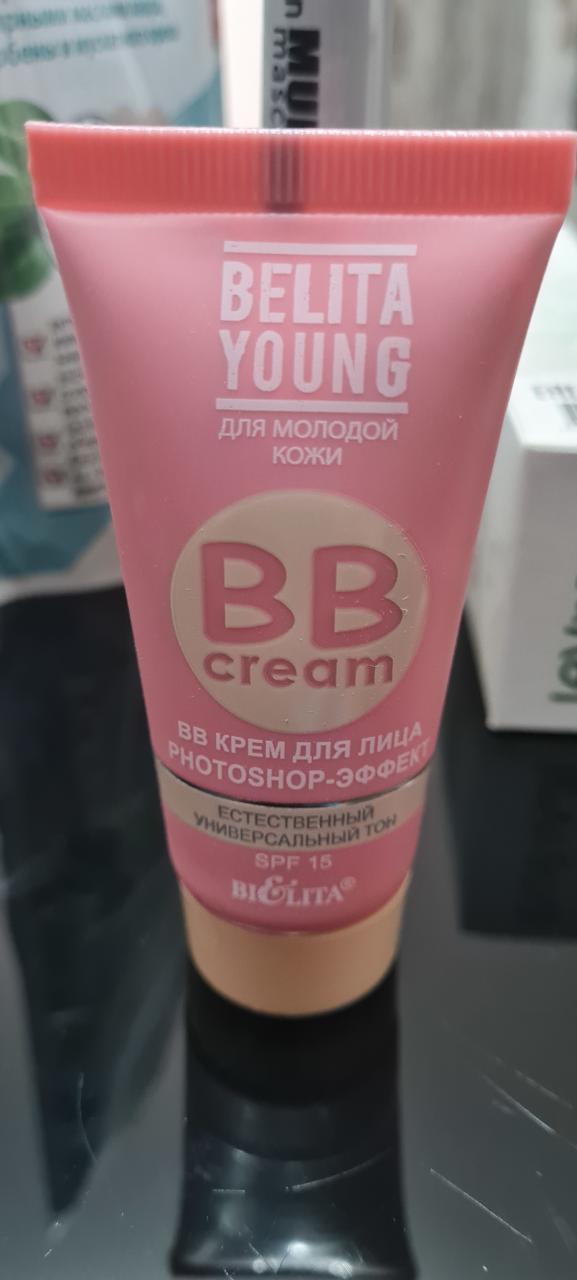 MUL
BELITA
YOUNG
ДЛЯ МОЛОДОЙ
КОЖИ
BB
cream
BB КРЕМ ДЛЯ ЛИЦА
PHOTOSHOP-ЭФФЕКТ
ЕСТЕСТВЕННЫЙ
УНИВЕРСАЛЬНЫЙ ТОН
SPF 15
BIELITA®